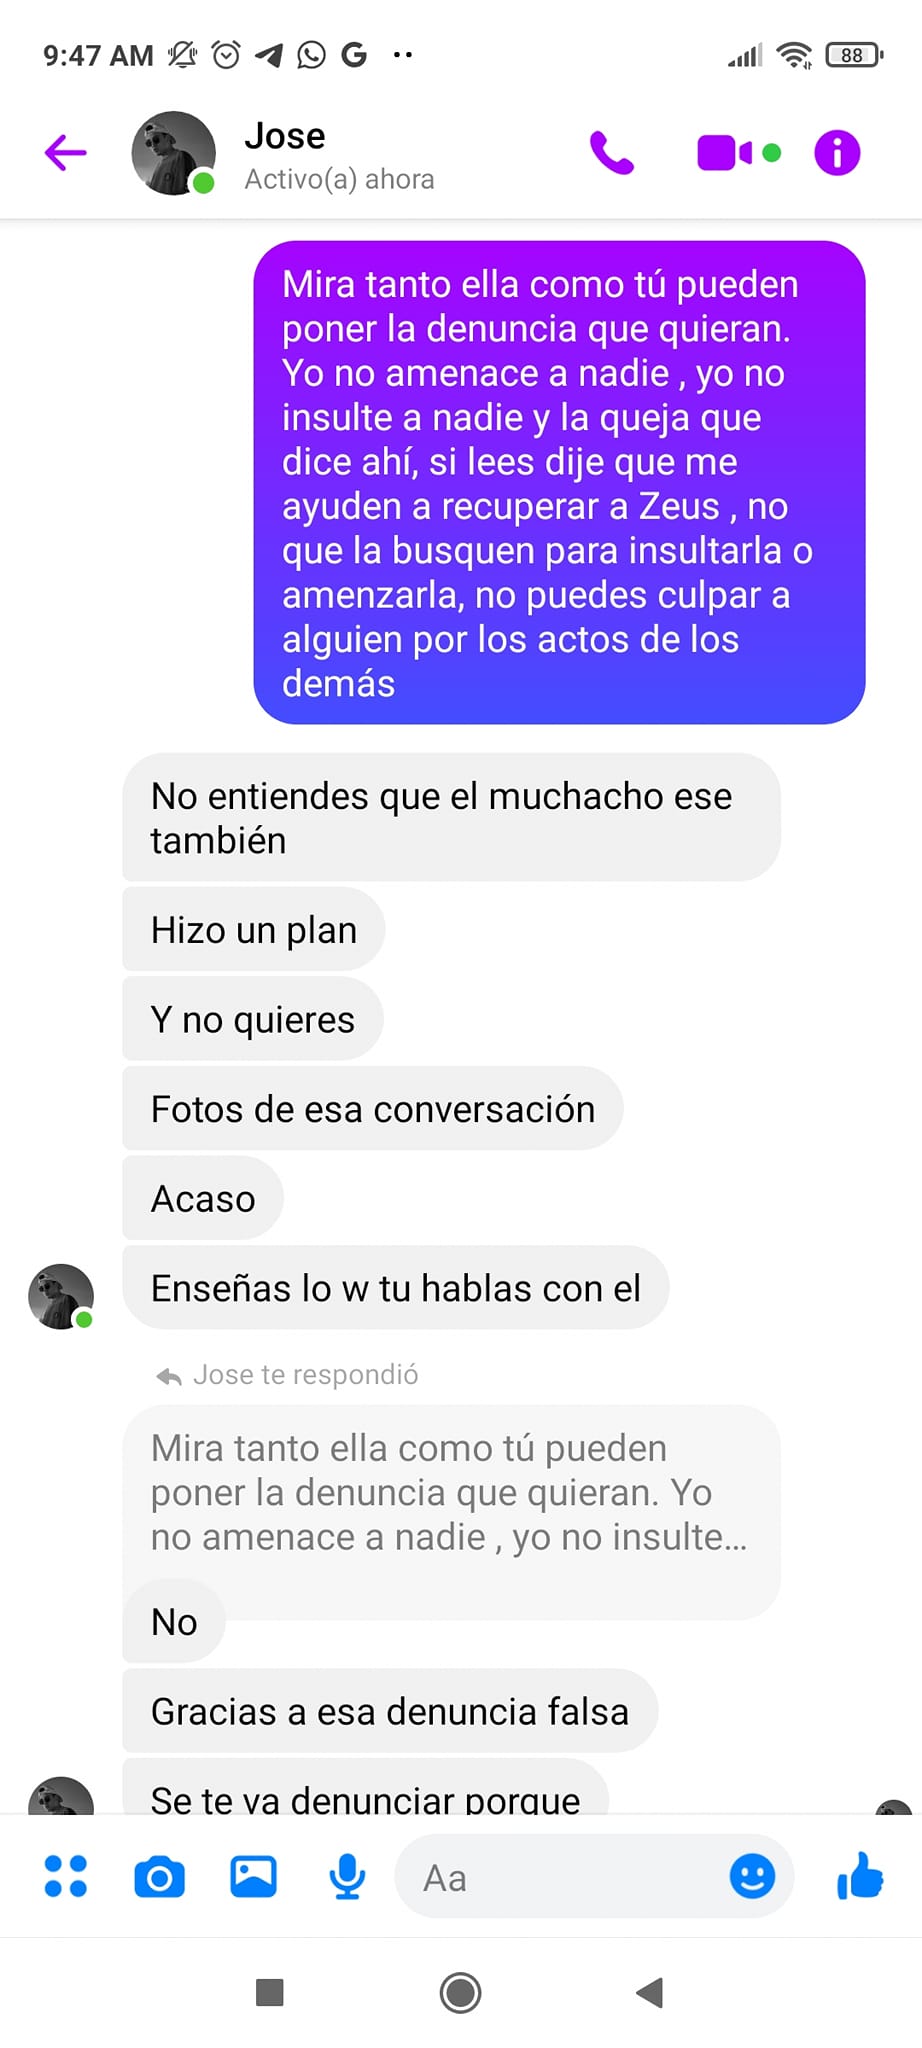 9:47 AM
88
Jose
Activo(a) ahora
Mira tanto ella como tú pueden
poner la denuncia que quieran.
Yo no amenace a nadie , yo no
insulte a nadie y la queja que
dice ahí, si lees dije que me
ayuden a recuperar a Zeus , no
que la busquen para insultarla o
amenzarla, no puedes culpar a
alguien por los actos de los
demás
No entiendes que el muchacho ese
también
Hizo un plan
Y no quieres
Fotos de esa conversación
Acaso
Enseñas lo w tu hablas con el
Jose te respondió
Mira tanto ella como tú pueden
poner la denuncia que quieran. Yo
no amenace a nadie , yo no insulte...
No
Gracias a esa denuncia falsa
Se te va denunciar porque
Aa